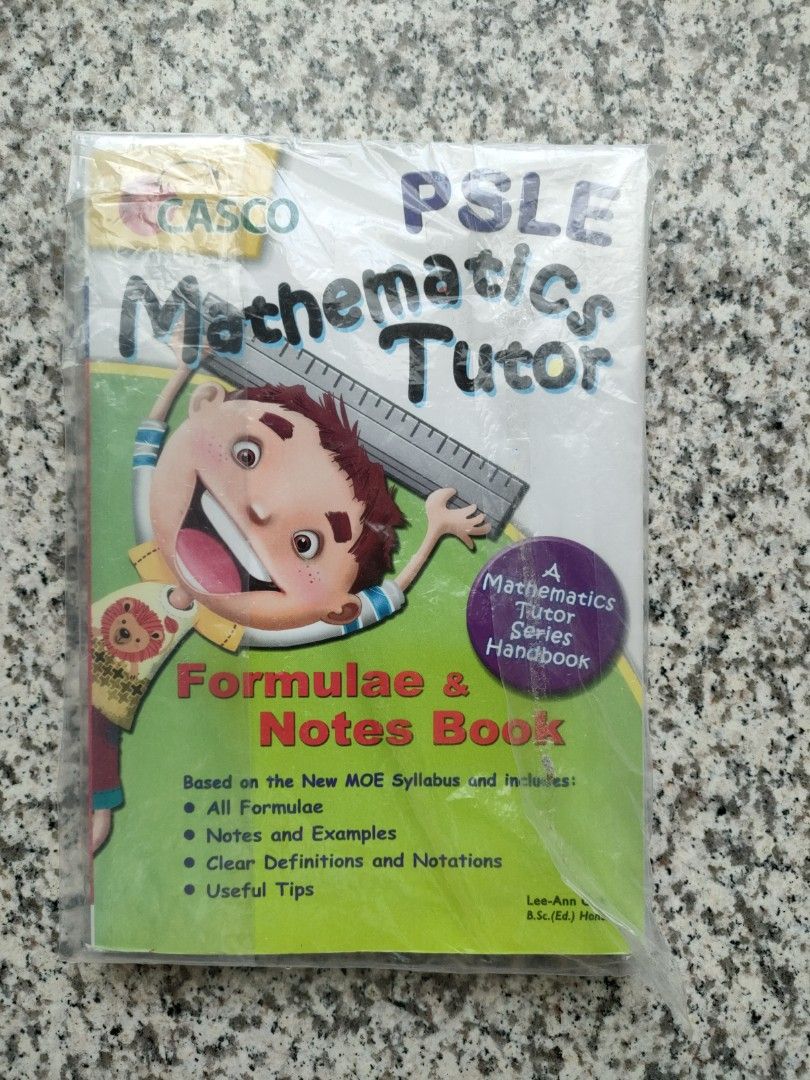 CASCO
PSLE
Mathematics
Tutor
A
Mathematics
Tutor
Series
Handbook
Formulae &
Notes Book
Based on the New MOE Syllabus and includes:
• All Formulae
• Notes and Examples
• Clear Definitions and Notations
• Useful Tips
Lee-Ann
B.Sc.(Ed.) Hons